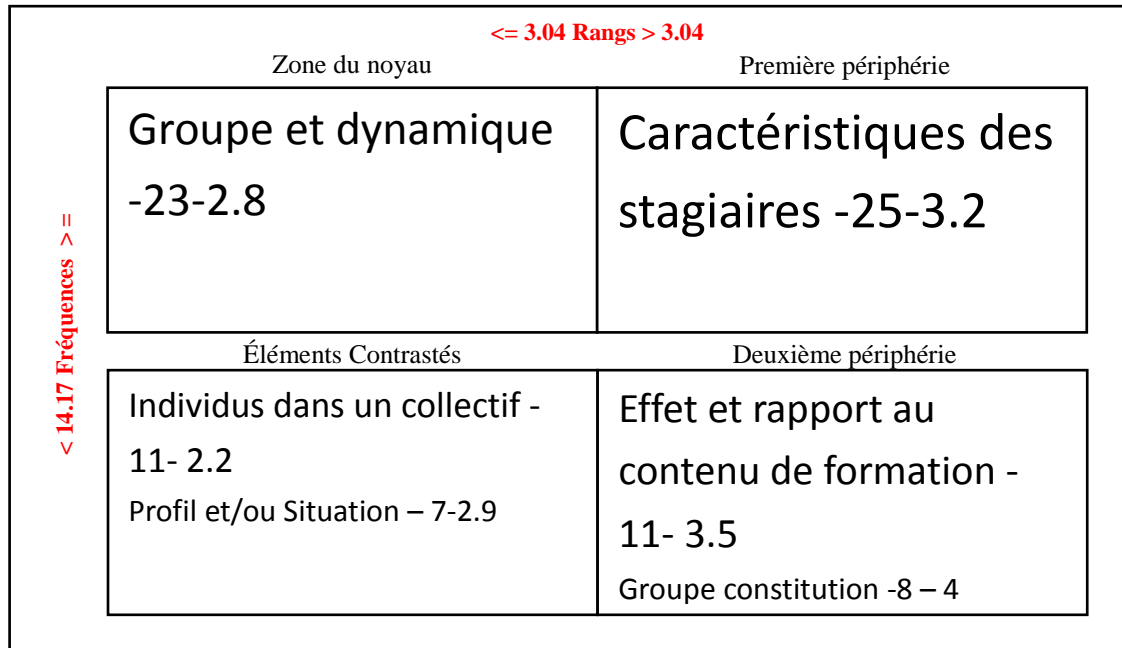 <= 3.04 Rangs > 3.04
Zone du noyau
Première périphérie
Groupe et dynamique
-23-2.8
Caractéristiques des
stagiaires -25-3.2
< 14.17 Fréquences > =
Éléments Contrastés
Deuxième périphérie
Individus dans un collectif -
11- 2.2
Profil et/ou Situation – 7-2.9
Effet et rapport au
contenu de formation -
11- 3.5
Groupe constitution -8 – 4